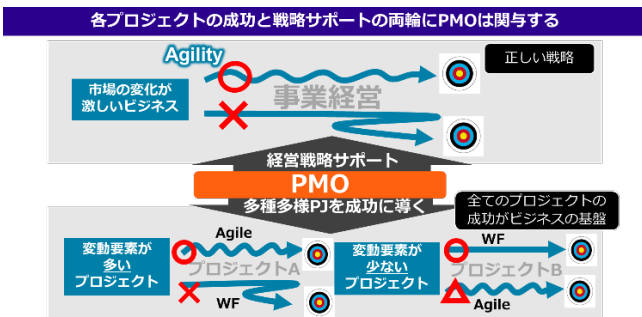 各プロジェクトの成功と戦略サポートの両輪にPMOは関与する
Agility
正しい戦略
市場の変化が
激しいビジネス
事業経営
経営戦略サポート
PMO
多種多様PJを成功に導く
全てのプロジェクトの
成功がビジネスの基盤
変動要素が
多い
プロジェクト
Agile
プロジェクトA
WF
変動要素が
少ない
プロジェクト
WF
プロジェクトB
Agile